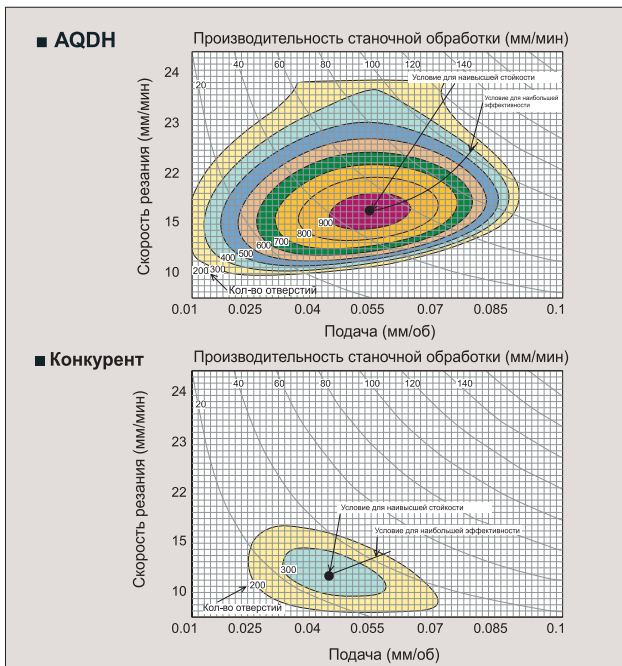 AQDH
Производительность станочной обработки (мм/мин)
20 40 60 80 100 120 140
Условие для наивысшей стойкости
Условие для наибольшей
эффективности
Скорость резания (мм/мин)
24
23
22
15
10
900
800
700
600
500
400
300
200
Кол-во отверстий
0.01 0.025 0.04 0.055 0.07 0.085 0.1
Подача (мм/об)
Конкурент
Производительность станочной обработки (мм/мин)
20 40 60 80 100 120 140
Скорость резания (мм/мин)
24
23
22
15
10
Условие для наивысшей стойкости
Условие для наибольшей эффективности
300
200
Кол-во отверстий
0.01 0.025 0.04 0.055 0.07 0.085 0.1
Подача (мм/об)